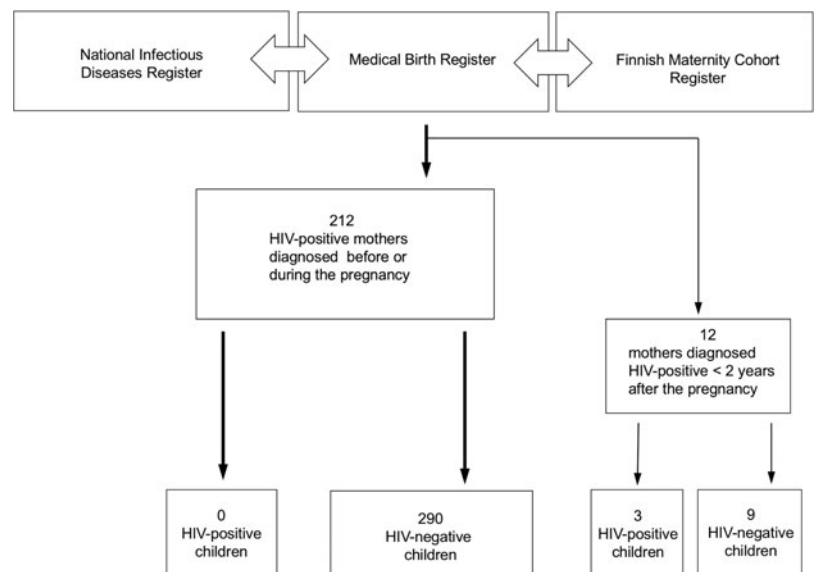 National Infectious
Diseases Register
Medical Birth Register
Finnish Maternity Cohort
Register
212
HIV-positive mothers
diagnosed before or
during the pregnancy
12
mothers diagnosed
HIV-positive < 2 years
after the pregnancy
0
HIV-positive
children
290
HIV-negative
children
3
HIV-positive
children
9
HIV-negative
children